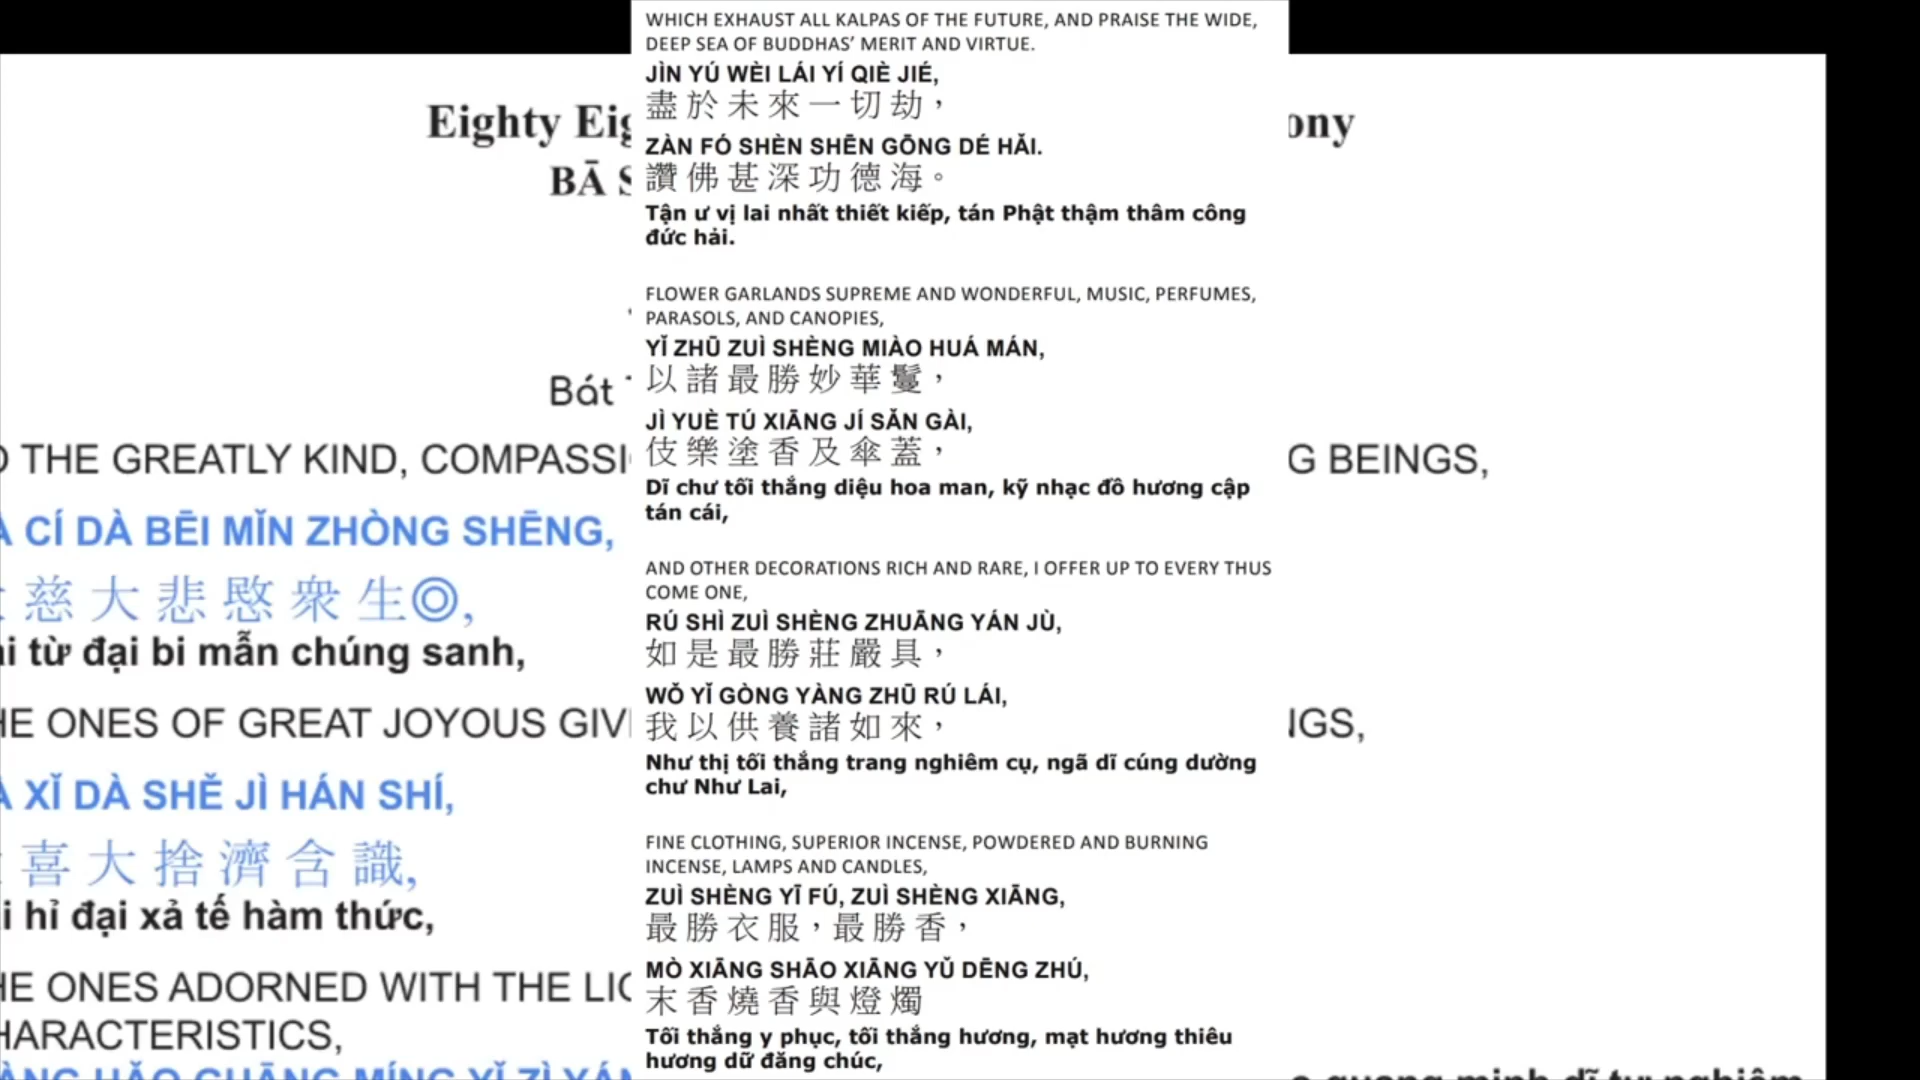 WHICH EXHAUST ALL KALPAS OF THE FUTURE, AND PRAISE THE WIDE,
DEEP SEA OF BUDDHAS’ MERIT AND VIRTUE.
JÌN YÚ WÈI LÁI YÍ QIÈ JIÉ,
盡於未來一切劫，
ZÀN FÓ SHÈN SHĒN GŌNG DÉ HǍI.
讚佛甚深功德海。
Tận ư vị lai nhất thiết kiếp, tán Phật thậm thâm công
đức hải.
FLOWER GARLANDS SUPREME AND WONDERFUL, MUSIC, PERFUMES,
PARASOLS, AND CANOPIES,
YǏ ZHŪ ZUÌ SHÈNG MIÀO HUÁ MÁN,
以諸最勝妙華鬘，
JÌ YUÈ TÚ XIĀNG JÍ SǍN GÀI,
伎樂塗香及傘蓋，
Dĩ chư tối thắng diệu hoa man, kỹ nhạc đồ hương cập
tán cái,
AND OTHER DECORATIONS RICH AND RARE, I OFFER UP TO EVERY THUS
COME ONE,
RÚ SHÌ ZUÌ SHÈNG ZHUĀNG YÁN JÙ,
如是最勝莊嚴具，
WǑ YǏ GÒNG YÀNG ZHŪ RÚ LÁI,
我以供養諸如來，
Như thị tối thắng trang nghiêm cụ, ngã dĩ cúng dường
chư Như Lai,
FINE CLOTHING, SUPERIOR INCENSE, POWDERED AND BURNING
INCENSE, LAMPS AND CANDLES,
ZUÌ SHÈNG YĪ FÚ, ZUÌ SHÈNG XIĀNG,
最勝衣服，最勝香，
MÒ XIĀNG SHĀO XIĀNG YǓ DĒNG ZHÚ,
末香燒香與燈燭
Tối thắng y phục, tối thắng hương, mạt hương thiêu
hương dữ đăng chúc,
Eighty
BĀ
Bát
THE GREATLY KIND,
BEINGS,
CÍ DÀ BĒI MǏN ZHÒNG SHĒNG,
慈大悲愍衆生◎,
từ đại bi mẫn chúng sanh,
ONES OF GREAT JOYOUS
XǏ DÀ SHĚ JÌ HÁN SHÍ,
喜大捨濟含識,
hỉ đại xả tế hàm thức,
ONES ADORNED WITH THE